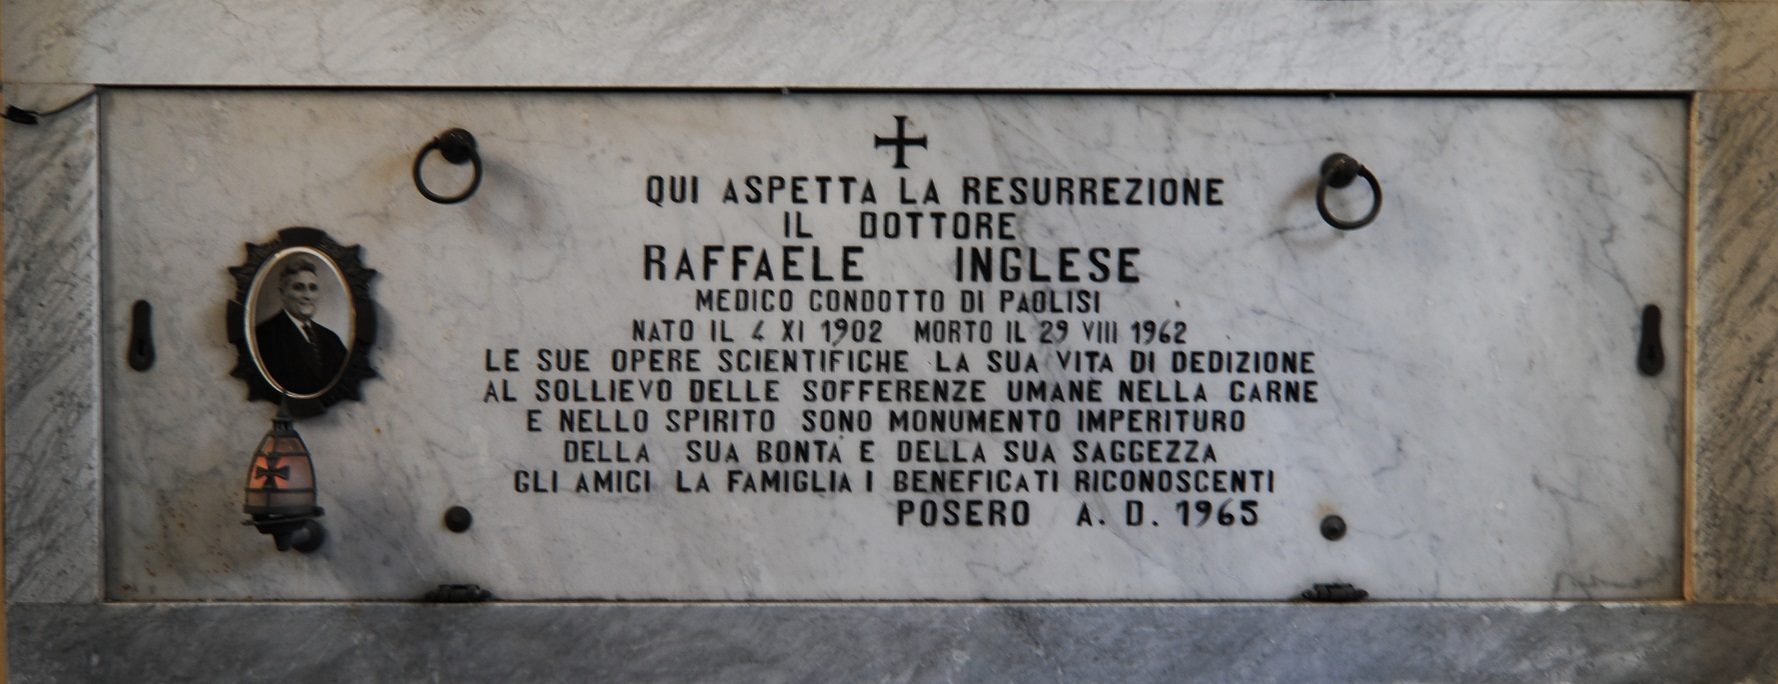 QUI ASPETTA LA RESURREZIONE
IL DOTTORE
RAFFAELE INGLESE
MEDICO CONDOTTO DI PAOLISI
NATO IL 4 XI 1902 MORTO IL 29 VIII 1962
LE SUE OPERE SCIENTIFICHE LA SUA VITA DI DEDIZIONE
AL SOLLIEVO DELLE SOFFERENZE UMANE NELLA CARNE
E NELLO SPIRITO SONO MONUMENTO IMPERITURO
DELLA SUA BONTA E DELLA SUA SAGGEZZA
GLI AMICI LA FAMIGLIA I BENEFICATI RICONOSCENTI
POSERO A. D. 1965